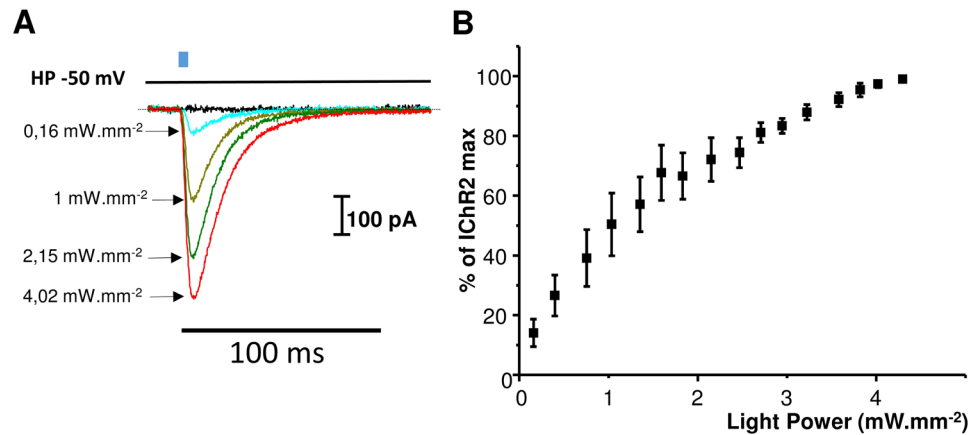 A
HP -50 mV
0,16 mW.mm-2
1 mW.mm-2
2,15 mW.mm-2
4,02 mW.mm-2
100 pA
100 ms
B
% of IChR2 max
100
80
60
40
20
0
0 1 2 3 4
Light Power (mW.mm-2)